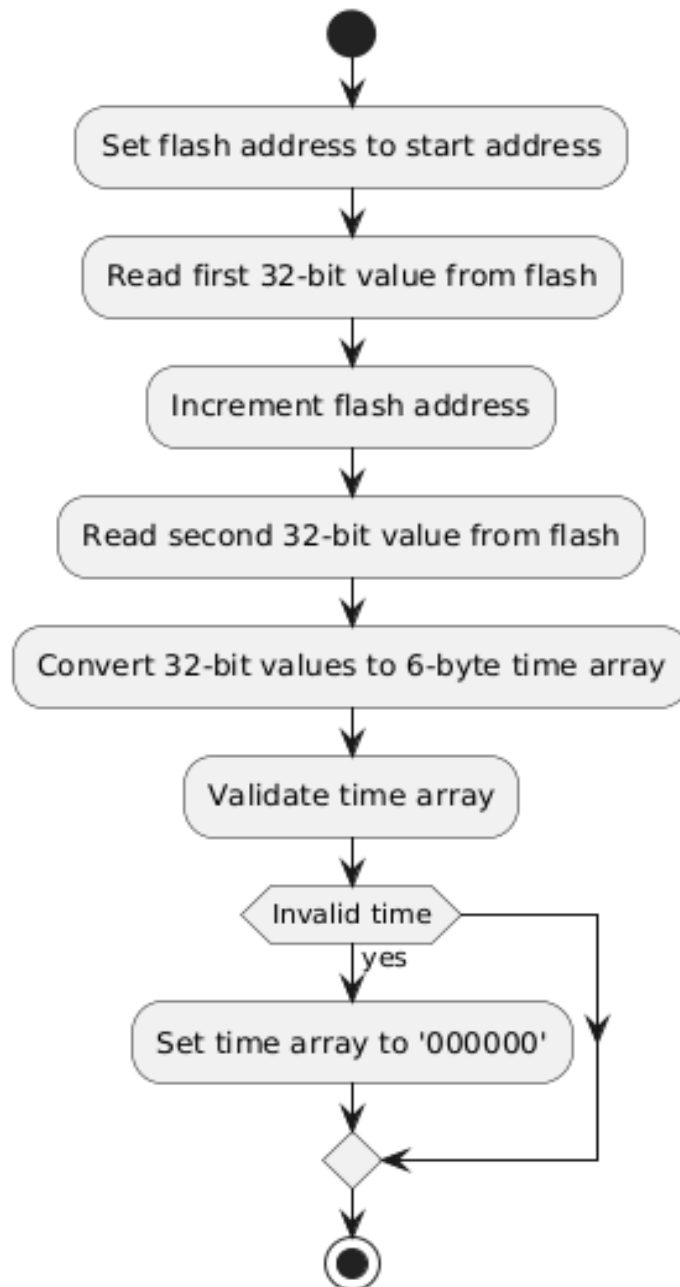 Set flash address to start address
Read first 32-bit value from flash
Increment flash address
Read second 32-bit value from flash
Convert 32-bit values to 6-byte time array
Validate time array
Invalid time
yes
Set time array to '000000'